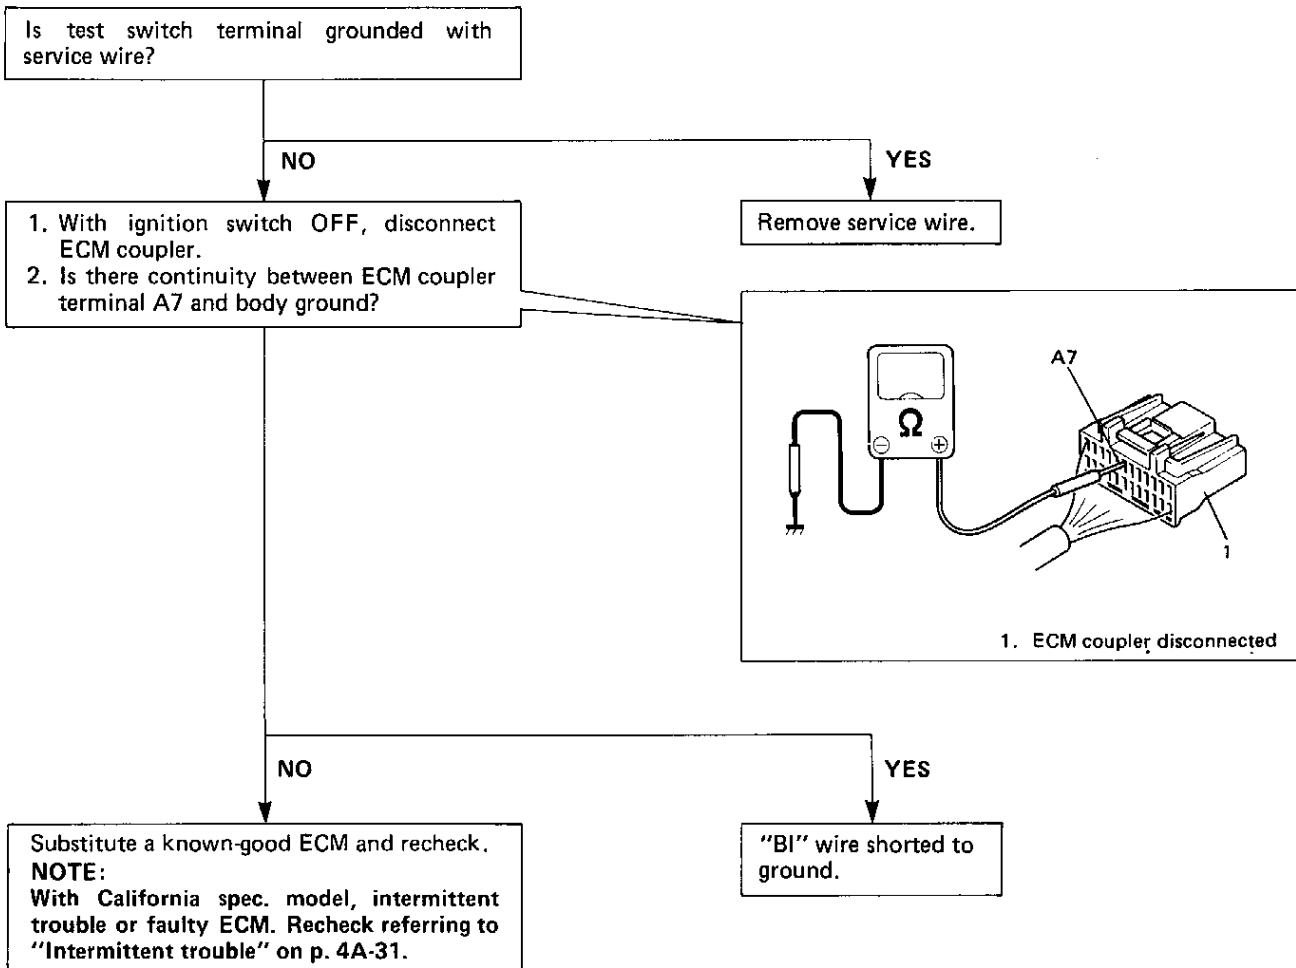 Is test switch terminal grounded with
service wire?
NO
YES
1. With ignition switch OFF, disconnect
ECM coupler.
2. Is there continuity between ECM coupler
terminal A7 and body ground?
Remove service wire.
A7
Ω
⊖ ⊕
1
1. ECM coupler disconnected
NO
YES
Substitute a known-good ECM and recheck.
NOTE:
With California spec. model, intermittent
trouble or faulty ECM. Recheck referring to
"Intermittent trouble" on p. 4A-31.
"BI" wire shorted to
ground.